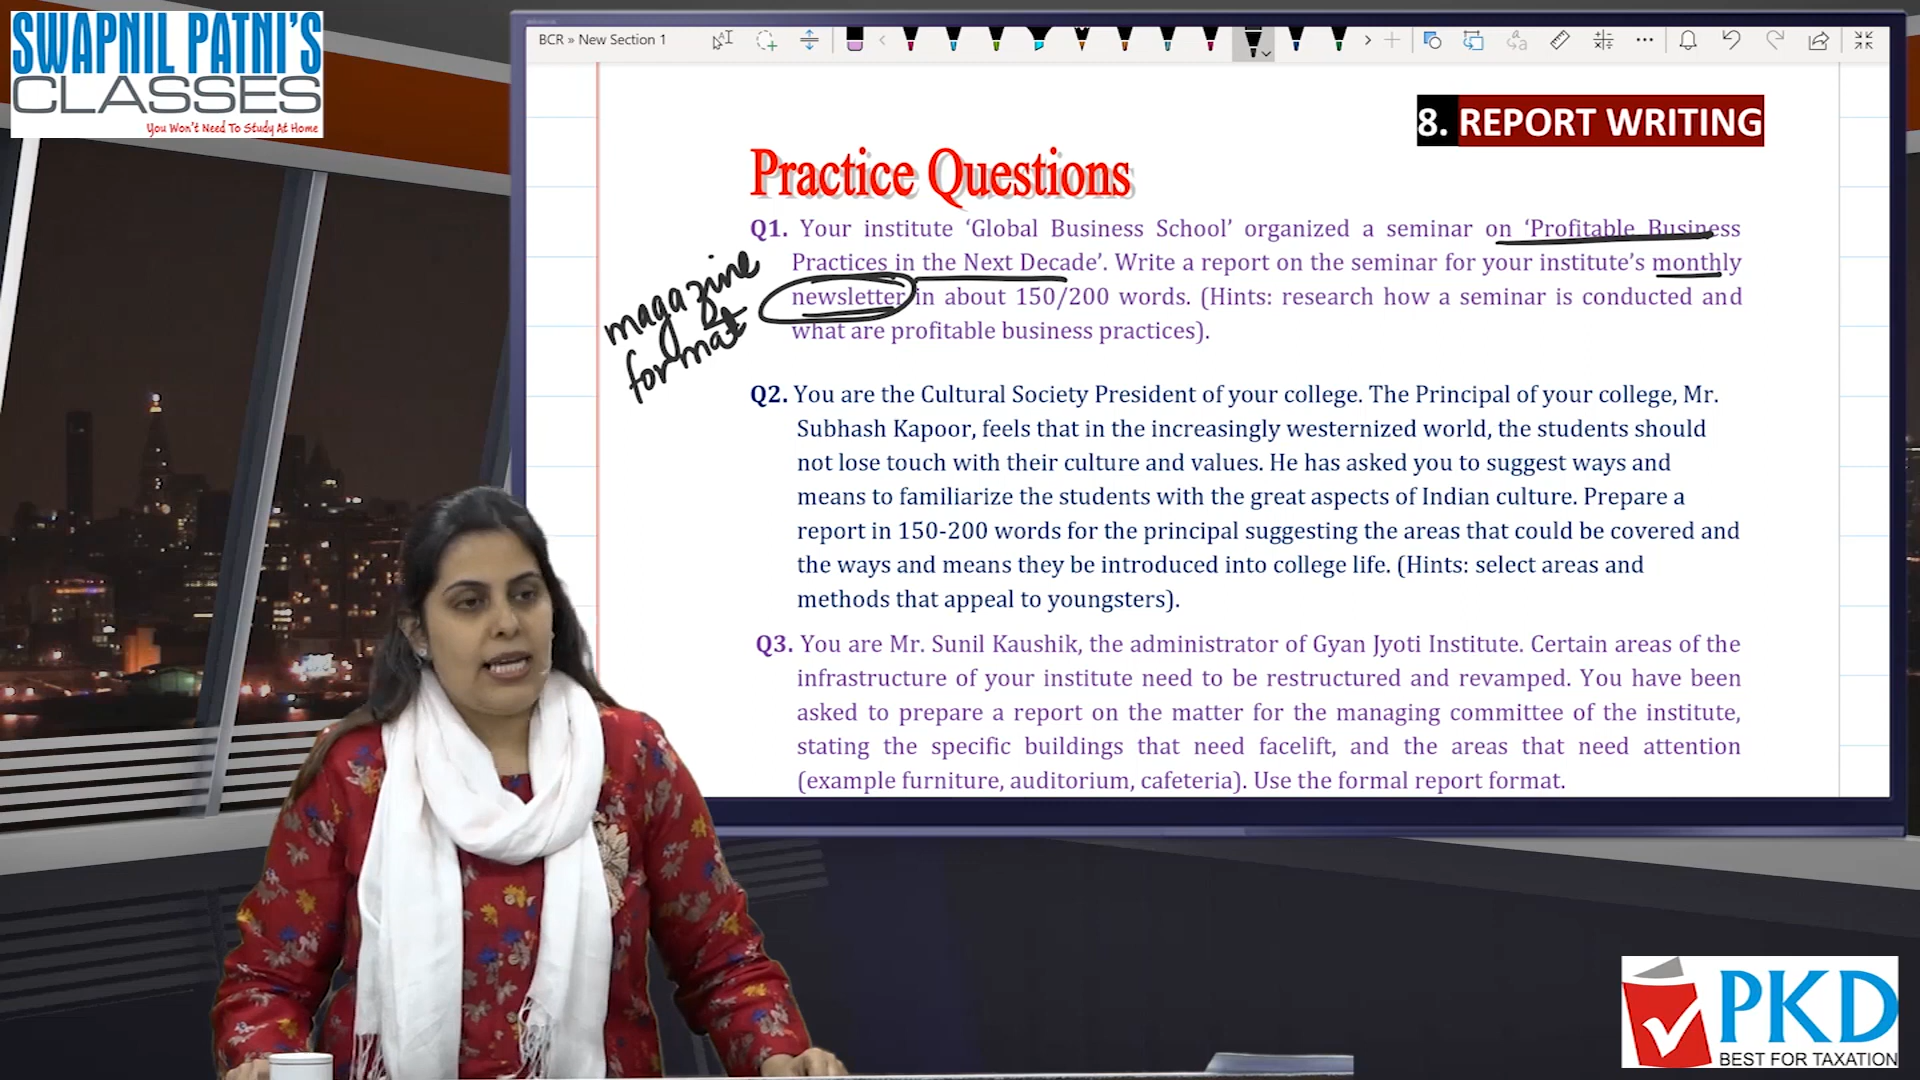 SWAPNIL PATNI'S
CLASSES
You Won't Need To Study At Home
BCR » New Section 1
8. REPORT WRITING
Practice Questions
Q1. Your institute ‘Global Business School’ organized a seminar on ‘Profitable Business
Practices in the Next Decade’. Write a report on the seminar for your institute’s monthly
newsletter in about 150/200 words. (Hints: research how a seminar is conducted and
what are profitable business practices).
magazine
format
Q2. You are the Cultural Society President of your college. The Principal of your college, Mr.
Subhash Kapoor, feels that in the increasingly westernized world, the students should
not lose touch with their culture and values. He has asked you to suggest ways and
means to familiarize the students with the great aspects of Indian culture. Prepare a
report in 150-200 words for the principal suggesting the areas that could be covered and
the ways and means they be introduced into college life. (Hints: select areas and
methods that appeal to youngsters).
Q3. You are Mr. Sunil Kaushik, the administrator of Gyan Jyoti Institute. Certain areas of the
infrastructure of your institute need to be restructured and revamped. You have been
asked to prepare a report on the matter for the managing committee of the institute,
stating the specific buildings that need facelift, and the areas that need attention
(example furniture, auditorium, cafeteria). Use the formal report format.
PKD
BEST FOR TAXATION